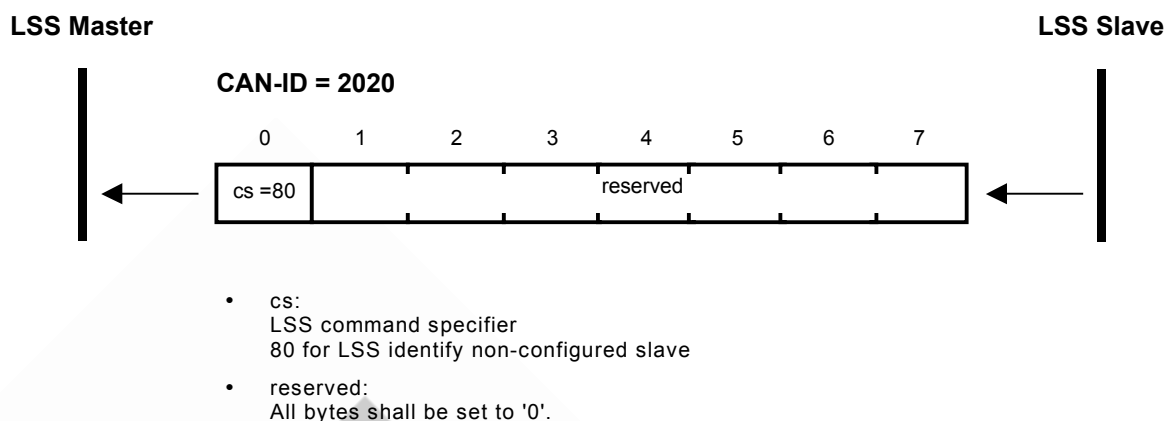 LSS Master LSS Slave
CAN-ID = 2020
0 1 2 3 4 5 6 7
cs =80 reserved
• cs:
LSS command specifier
80 for LSS identify non-configured slave
• reserved:
All bytes shall be set to '0'.